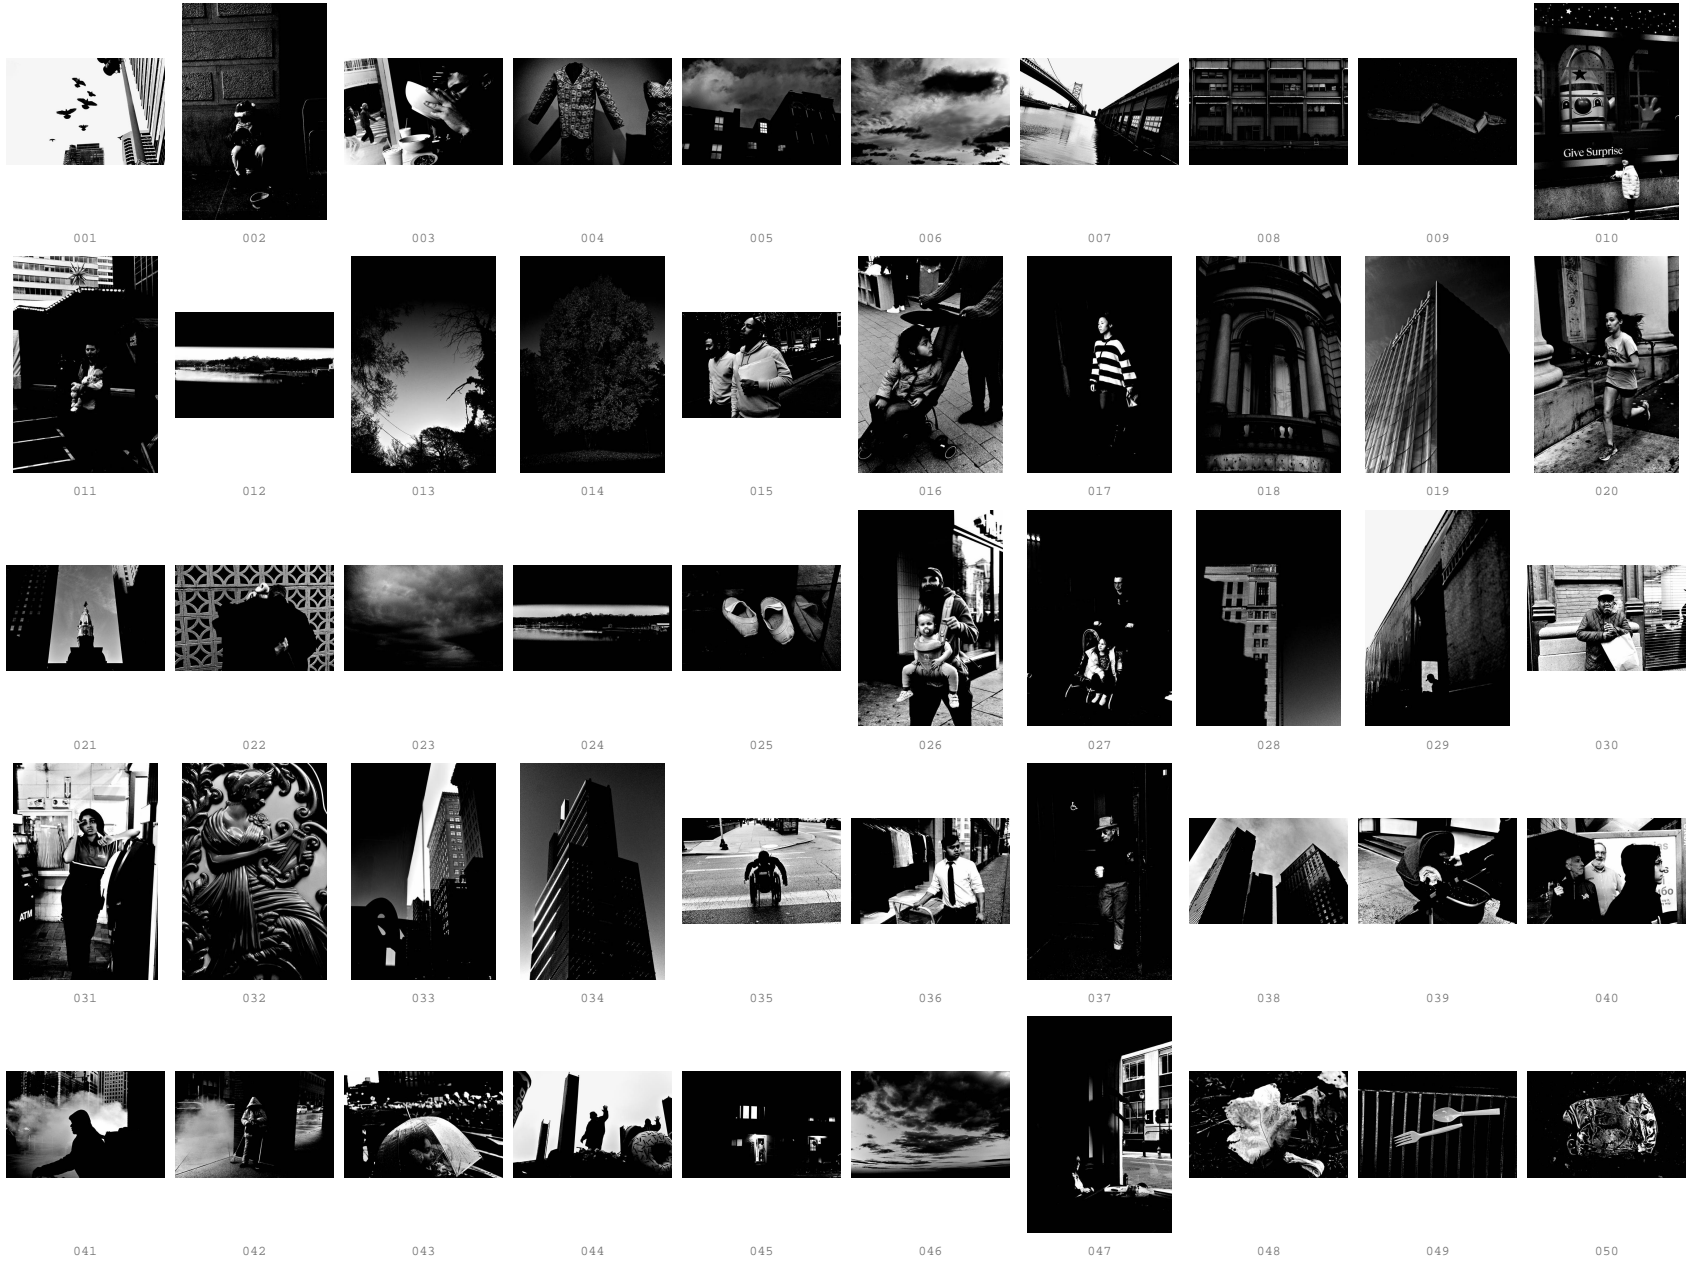 Give Surprise
001 002 003 004 005 006 007 008 009 010
011 012 013 014 015 016 017 018 019 020
021 022 023 024 025 026 027 028 029 030
ATM
031 032 033 034 035 036 037 038 039 040
041 042 043 044 045 046 047 048 049 050